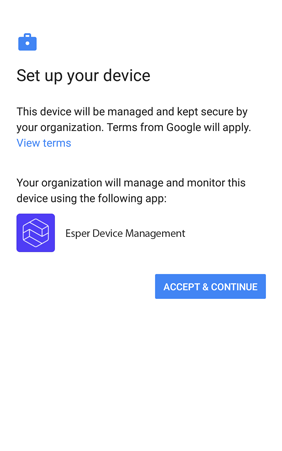 Set up your device
This device will be managed and kept secure by
your organization. Terms from Google will apply.
View terms
Your organization will manage and monitor this
device using the following app:
Esper Device Management
ACCEPT & CONTINUE